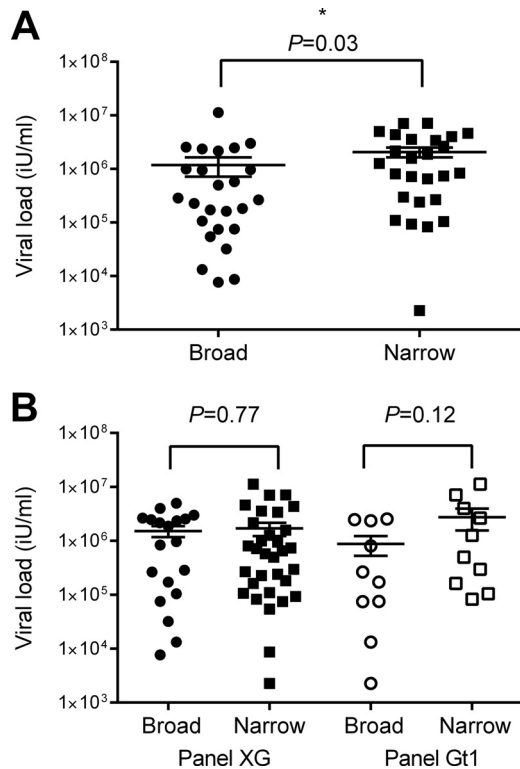 A
*
P=0.03
1×10⁸
1×10⁷
1×10⁶
1×10⁵
1×10⁴
1×10³
Viral load (iU/ml)
Broad Narrow
B
P=0.77 P=0.12
1×10⁸
1×10⁷
1×10⁶
1×10⁵
1×10⁴
1×10³
Viral load (iU/ml)
Broad Narrow Broad Narrow
Panel XG Panel Gt1